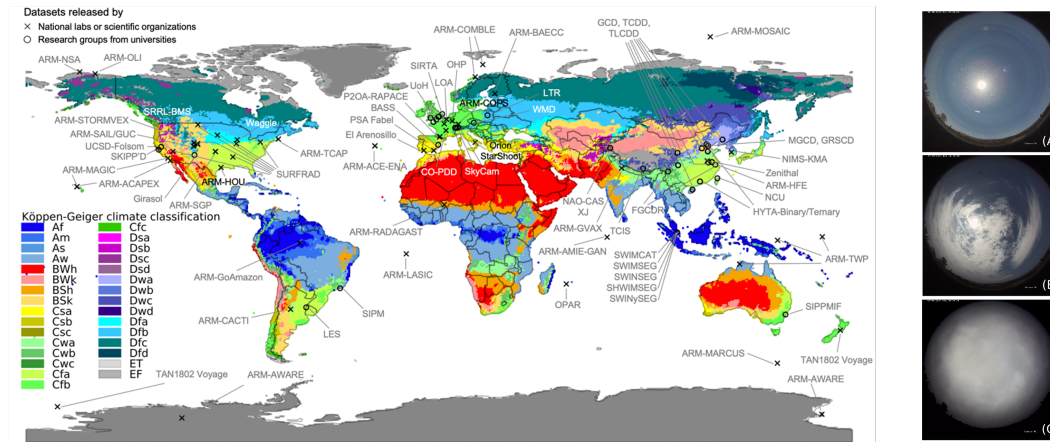 Datasets released by
× National labs or scientific organizations
○ Research groups from universities
ARM-NSA
ARM-OLI
ARM-COMBLE
ARM-BAECC
GCD, TCDD,
TLCDD
ARM-MOSAIC
SIRTA
OHP
UoH
LOA
P2OA-RAPACE
BASS
PSA Fabel
El Arenosillo
ARM-COPS
LTR
WMD
SRRL-BMS
Waggle
ARM-STORMVEX
ARM-SAIL/GUC
UCSD-Folsom
SKIPP'D
ARM-MAGIC
ARM-ACAPEX
Girasol
ARM-SGP
ARM-HOU
SURFRAD
ARM-TCAP
ARM-ACE-ENA
Orion
StarShoot
CO-PDD
SkyCam
MGCD, GRSCD
NIMS-KMA
Zenithal
ARM-HFE
NCU
HYTA-Binary/Ternary
NAO-CAS
XJ
FGCDR
ARM-GVAX
TCIS
ARM-AMIE-GAN
ARM-RADAGAST
ARM-LASIC
SWIMCAT
SWIMSEG
SWINSEG
SHWIMSEG
SWINySEG
ARM-TWP
OPAR
SIPPMIF
ARM-GoAmazon
ARM-CACTI
SIPM
LES
ARM-MARCUS
TAN1802 Voyage
ARM-AWARE
TAN1802 Voyage
ARM-AWARE
Köppen-Geiger climate classification
Af
Am
As
Aw
BWh
BWk
BSh
BSk
Csa
Csb
Csc
Cwa
Cwb
Cwc
Cfa
Cfb
Cfc
Dsa
Dsb
Dsc
Dsd
Dwa
Dwb
Dwc
Dwd
Dfa
Dfb
Dfc
Dfd
ET
EF